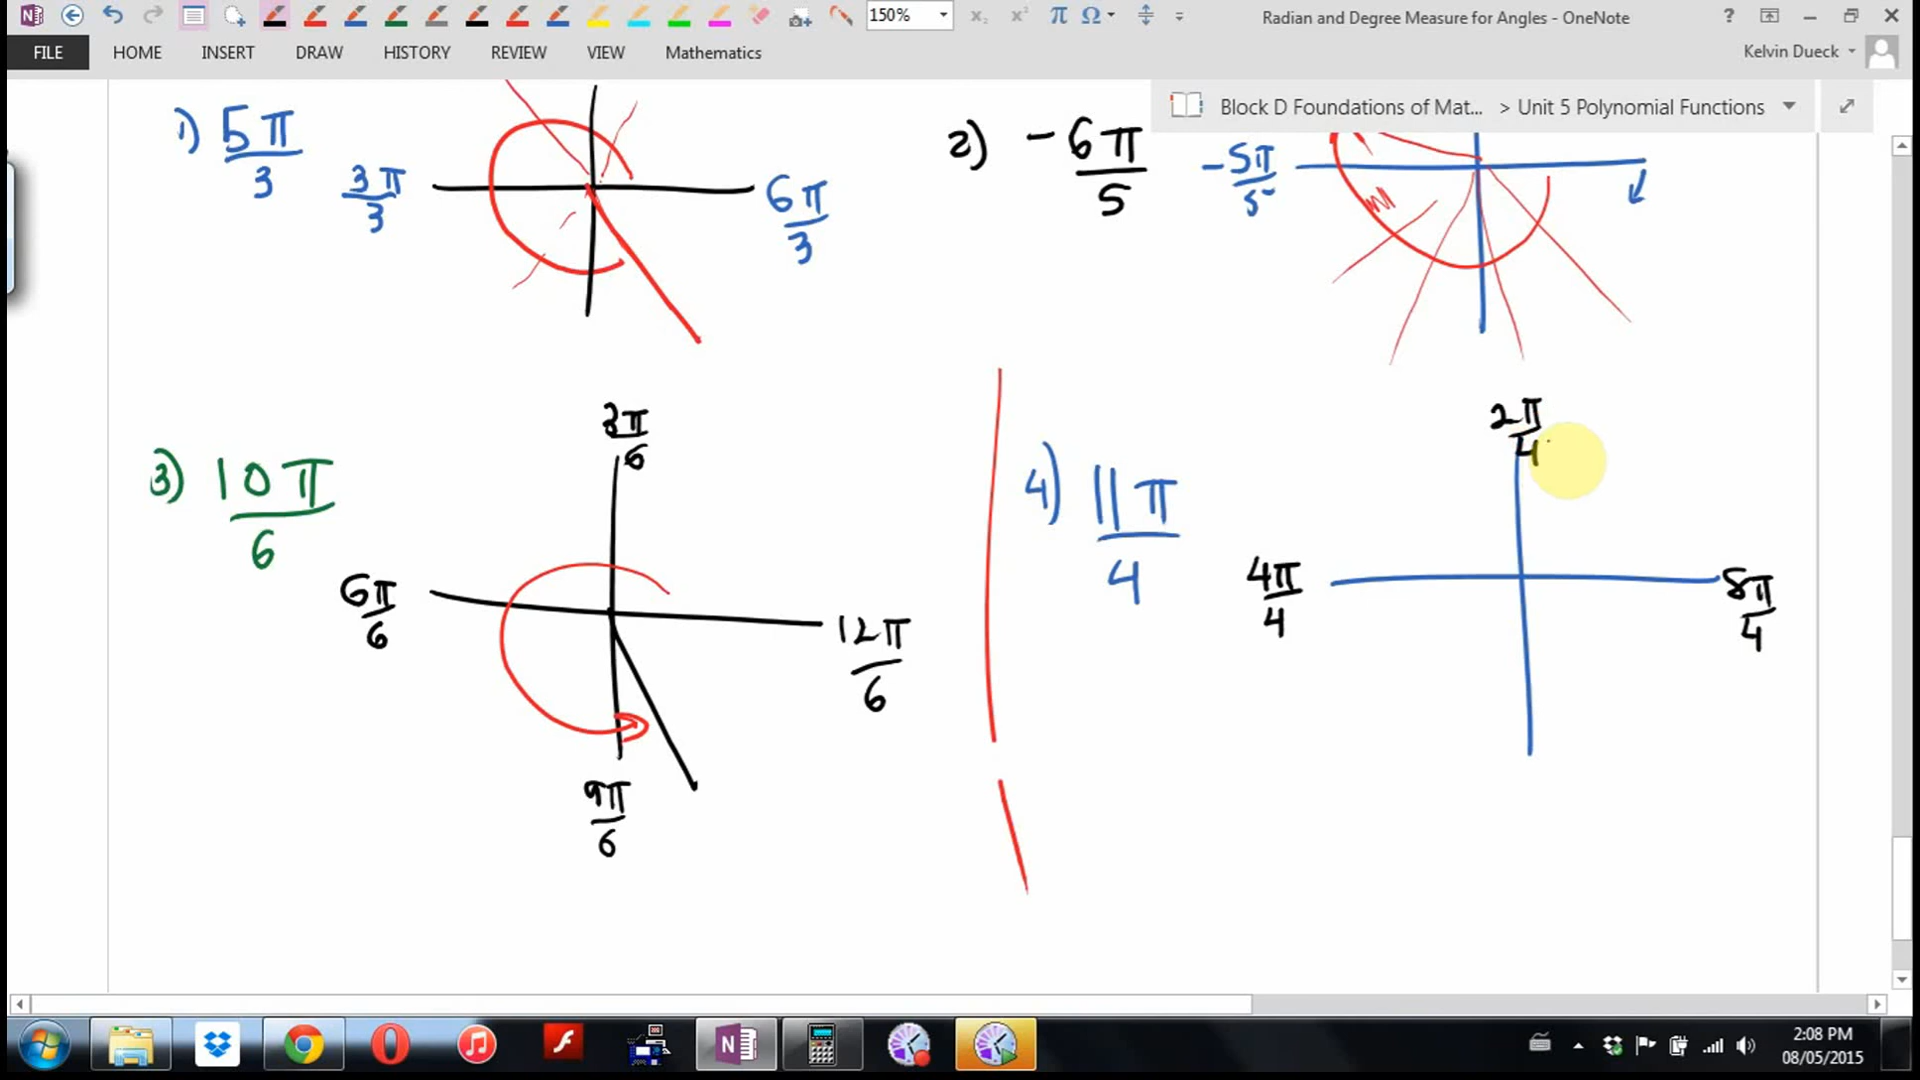 150%
x₂ x² π Ω
Radian and Degree Measure for Angles - OneNote
?
FILE HOME INSERT DRAW HISTORY REVIEW VIEW Mathematics
Kelvin Dueck
Block D Foundations of Mat... > Unit 5 Polynomial Functions
1) 5π/3
3π/3
6π/3
2) -6π/5
-5π/5
3) 10π/6
3π/6
6π/6
12π/6
9π/6
4) 11π/4
2π/4
4π/4
8π/4
2:08 PM
08/05/2015